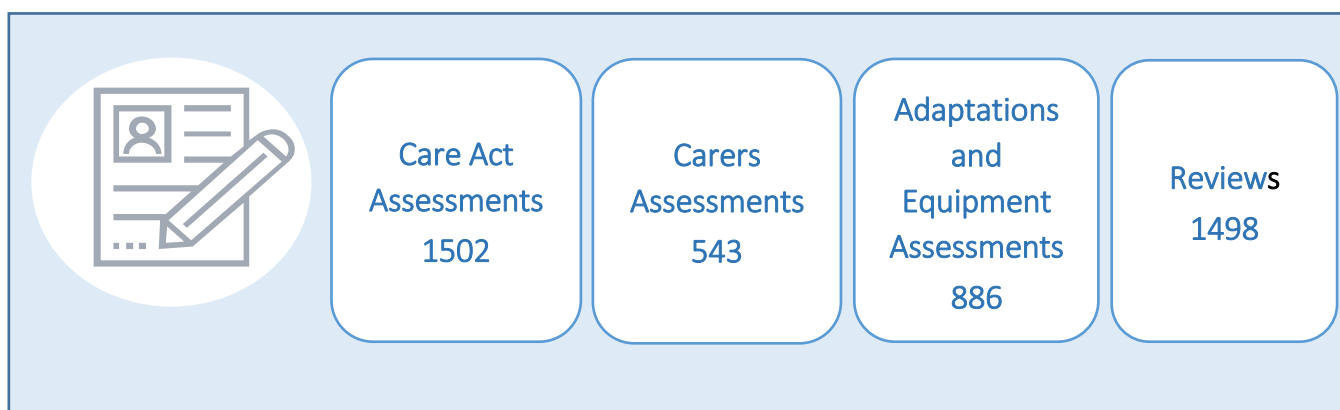 Care Act
Assessments
1502
Carers
Assessments
543
Adaptations
and
Equipment
Assessments
886
Reviews
1498